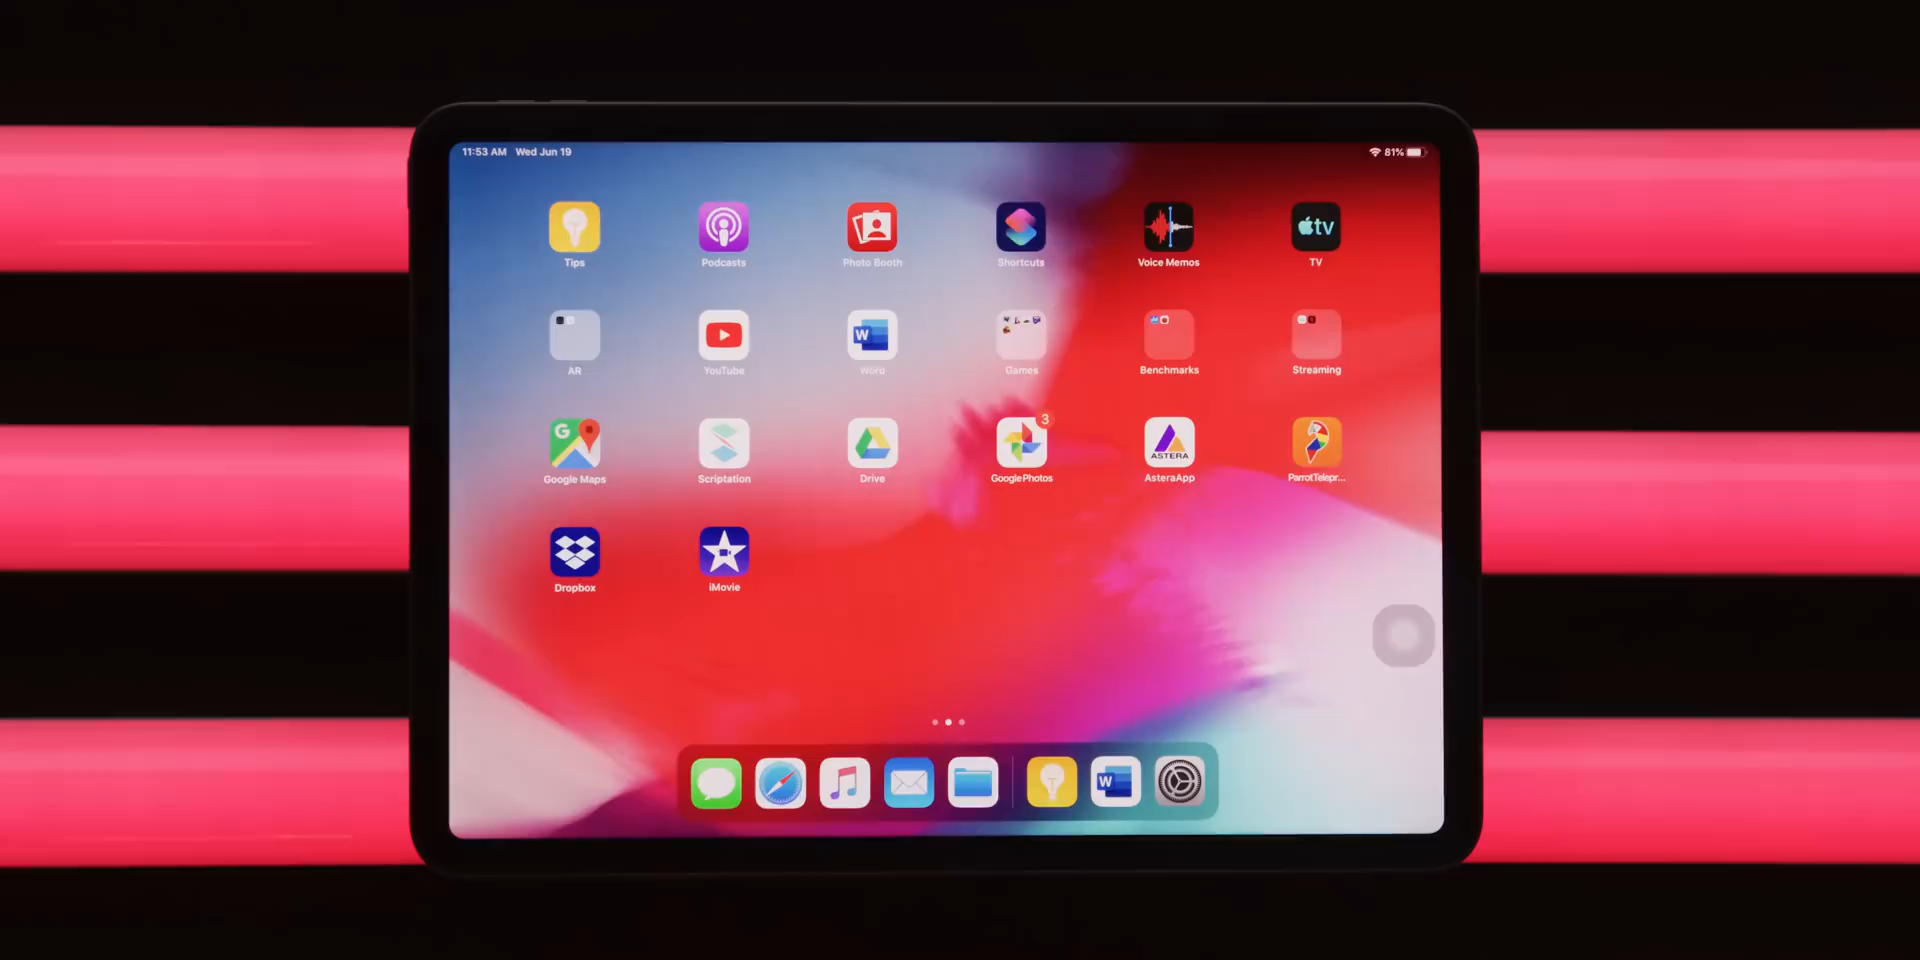 11:53 AM Wed Jun 19
81%
Tips Podcasts Photo Booth Shortcuts Voice Memos tv TV
AR YouTube W Word Games Benchmarks Streaming
G Google Maps Scriptation Drive 3 Google Photos ASTERA AsteraApp ParrotTelepr...
Dropbox iMovie
W